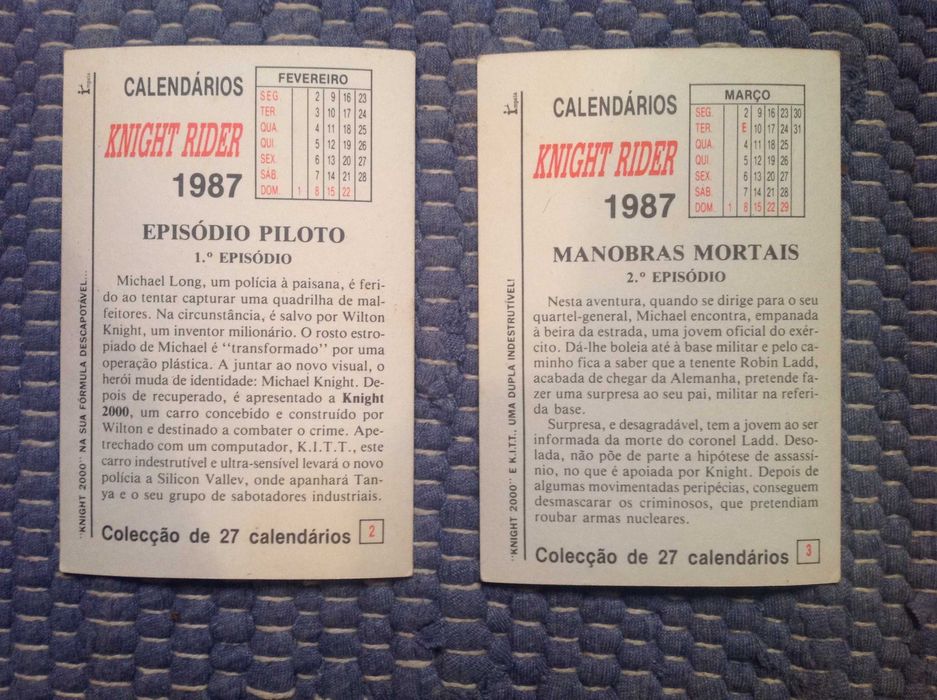 CALENDÁRIOS
KNIGHT RIDER
1987
FEVEREIRO
SEG 2 9 16 23
TER. 3 10 17 24
QUA. 4 11 18 25
QUI. 5 12 19 26
SEX. 6 13 20 27
SÁB. 7 14 21 28
DOM. 1 8 15 22
EPISÓDIO PILOTO
1.º EPISÓDIO
Michael Long, um polícia à paisana, é feri-
do ao tentar capturar uma quadrilha de mal-
feitores. Na circunstância, é salvo por Wilton
Knight, um inventor milionário. O rosto estro-
piado de Michael é ‘‘transformado’’ por uma
operação plástica. A juntar ao novo visual, o
herói muda de identidade: Michael Knight. De-
pois de recuperado, é apresentado a Knight
2000, um carro concebido e construído por
Wilton e destinado a combater o crime. Ape-
trechado com um computador, K.I.T.T., este
carro indestrutível e ultra-sensível levará o novo
polícia a Silicon Vallev, onde apanhará Tan-
ya e o seu grupo de sabotadores industriais.
Colecção de 27 calendários 2
"KNIGHT 2000" NA SUA FÓRMULA DESCAPOTÁVEL...
CALENDÁRIOS
KNIGHT RIDER
1987
MARÇO
SEG. 2 9 16 23 30
TER. E 10 17 24 31
QUA. 4 11 18 25
QUI. 5 12 19 26
SEX. 6 13 20 27
SÁB. 7 14 21 28
DOM. 1 8 15 22 29
MANOBRAS MORTAIS
2.º EPISÓDIO
Nesta aventura, quando se dirige para o seu
quartel-general, Michael encontra, empanada
à beira da estrada, uma jovem oficial do exér-
cito. Dá-lhe boleia até à base militar e pelo ca-
minho fica a saber que a tenente Robin Ladd,
acabada de chegar da Alemanha, pretende fa-
zer uma surpresa ao seu pai, militar na referi-
da base.
Surpresa, e desagradável, tem a jovem ao ser
informada da morte do coronel Ladd. Deso-
lada, não põe de parte a hipótese de assassí-
nio, no que é apoiada por Knight. Depois de
algumas movimentadas peripécias, conseguem
desmascarar os criminosos, que pretendiam
roubar armas nucleares.
Colecção de 27 calendários 3
"KNIGHT 2000" E K.I.T.T., UMA DUPLA INDESTRUTÍVEL!